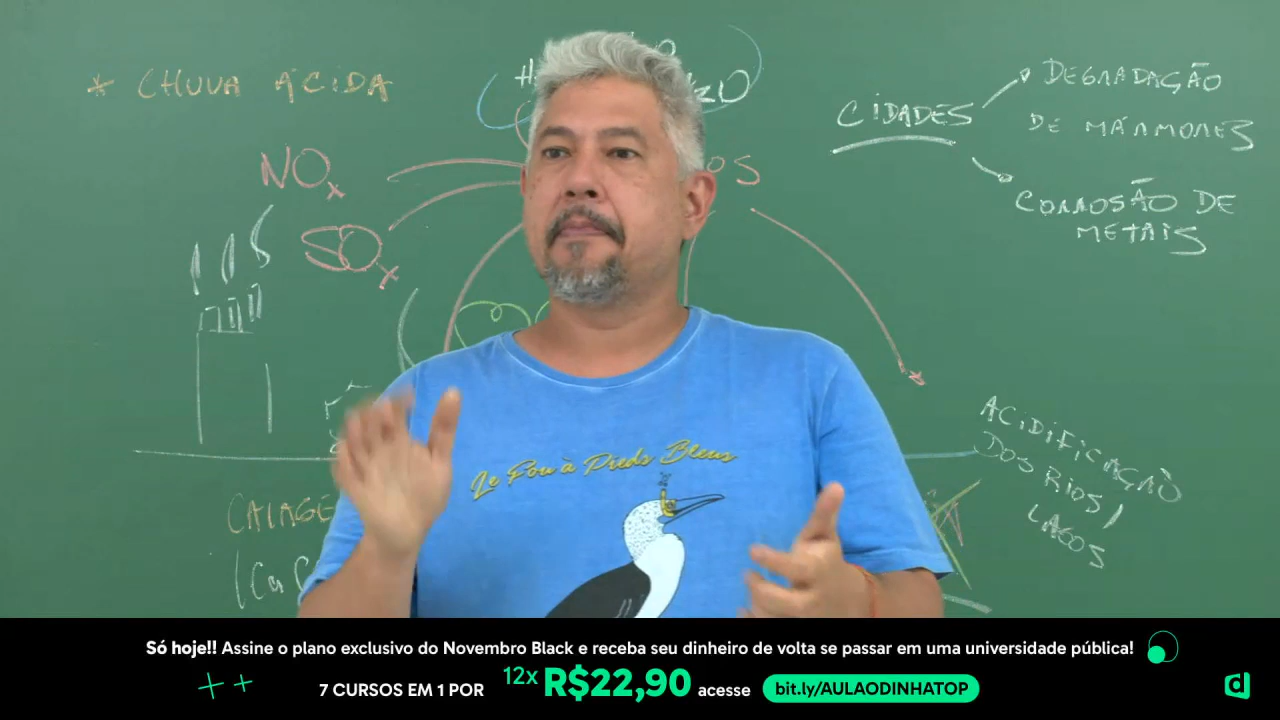 * CHUVA ÁCIDA
NOx
SOx
CIDADES
DEGRADAÇÃO
DE MÁRMORES
CORROSÃO DE
METAIS
ACIDIFICAÇÃO
DOS RIOS/
LAGOS
Le Fou à Pieds Bleus
Só hoje!! Assine o plano exclusivo do Novembro Black e receba seu dinheiro de volta se passar em uma universidade pública!
7 CURSOS EM 1 POR 12x R$22,90 acesse bit.ly/AULAODINHATOP
d